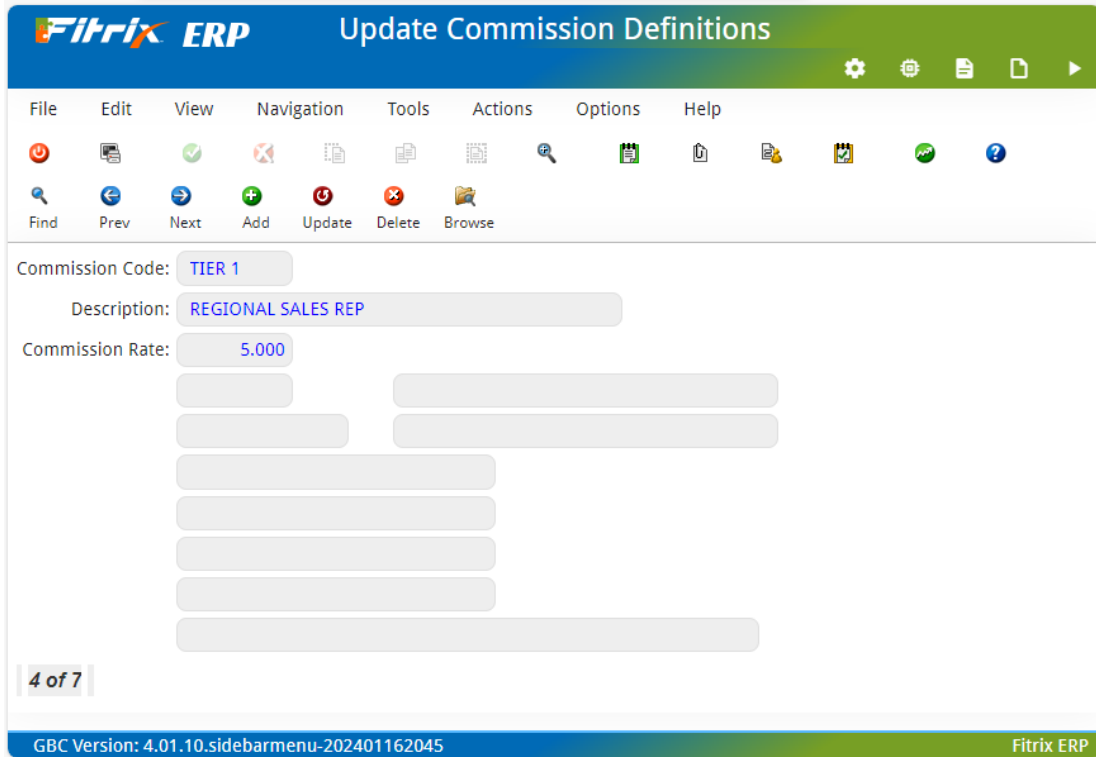 Fitrix ERP Update Commission Definitions
File Edit View Navigation Tools Actions Options Help
Find Prev Next Add Update Delete Browse
Commission Code: TIER 1
Description: REGIONAL SALES REP
Commission Rate: 5.000
4 of 7
GBC Version: 4.01.10.sidebarmenu-202401162045 Fitrix ERP